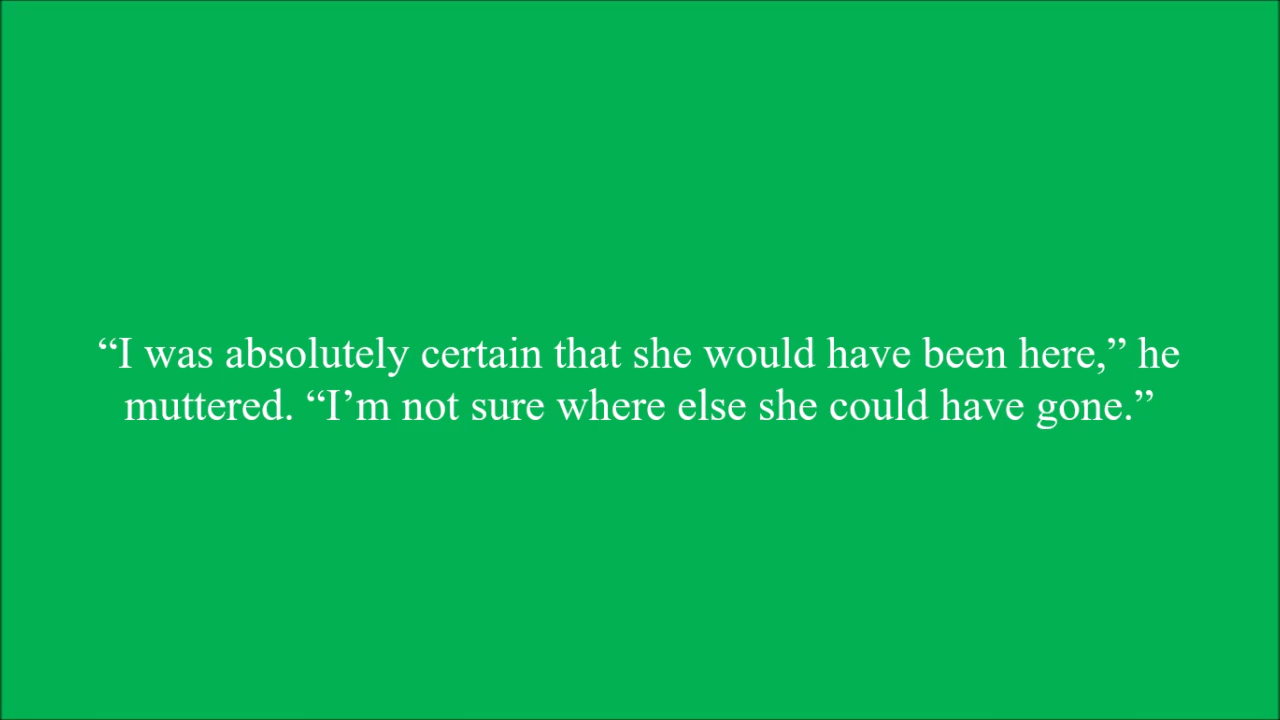 “I was absolutely certain that she would have been here,” he
muttered. “I’m not sure where else she could have gone.”